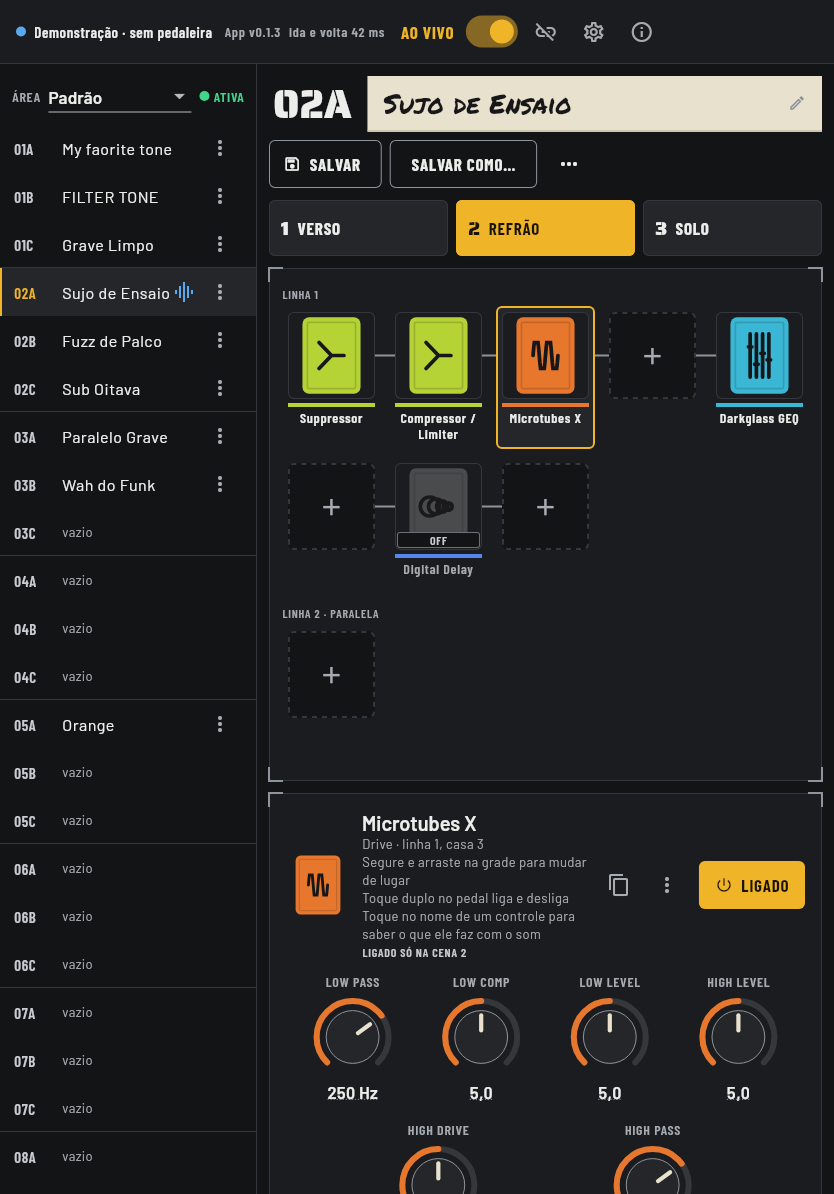 Demonstração · sem pedaleira App v0.1.3 Ida e volta 42 ms AO VIVO
ÁREA Padrão ATIVA
01A My faorite tone
01B FILTER TONE
01C Grave Limpo
02A Sujo de Ensaio
02B Fuzz de Palco
02C Sub Oitava
03A Paralelo Grave
03B Wah do Funk
03C vazio
04A vazio
04B vazio
04C vazio
05A Orange
05B vazio
05C vazio
06A vazio
06B vazio
06C vazio
07A vazio
07B vazio
07C vazio
08A vazio
02A Sujo de Ensaio
SALVAR SALVAR COMO...
1 VERSO 2 REFRÃO 3 SOLO
LINHA 1
Suppressor
Compressor /
Limiter
Microtubes X
Darkglass GEQ
OFF
Digital Delay
LINHA 2 · PARALELA
Microtubes X
Drive · linha 1, casa 3
Segure e arraste na grade para mudar
de lugar
Toque duplo no pedal liga e desliga
Toque no nome de um controle para
saber o que ele faz com o som
LIGADO SÓ NA CENA 2
LIGADO
LOW PASS LOW COMP LOW LEVEL HIGH LEVEL
250 Hz 5,0 5,0 5,0
HIGH DRIVE HIGH PASS